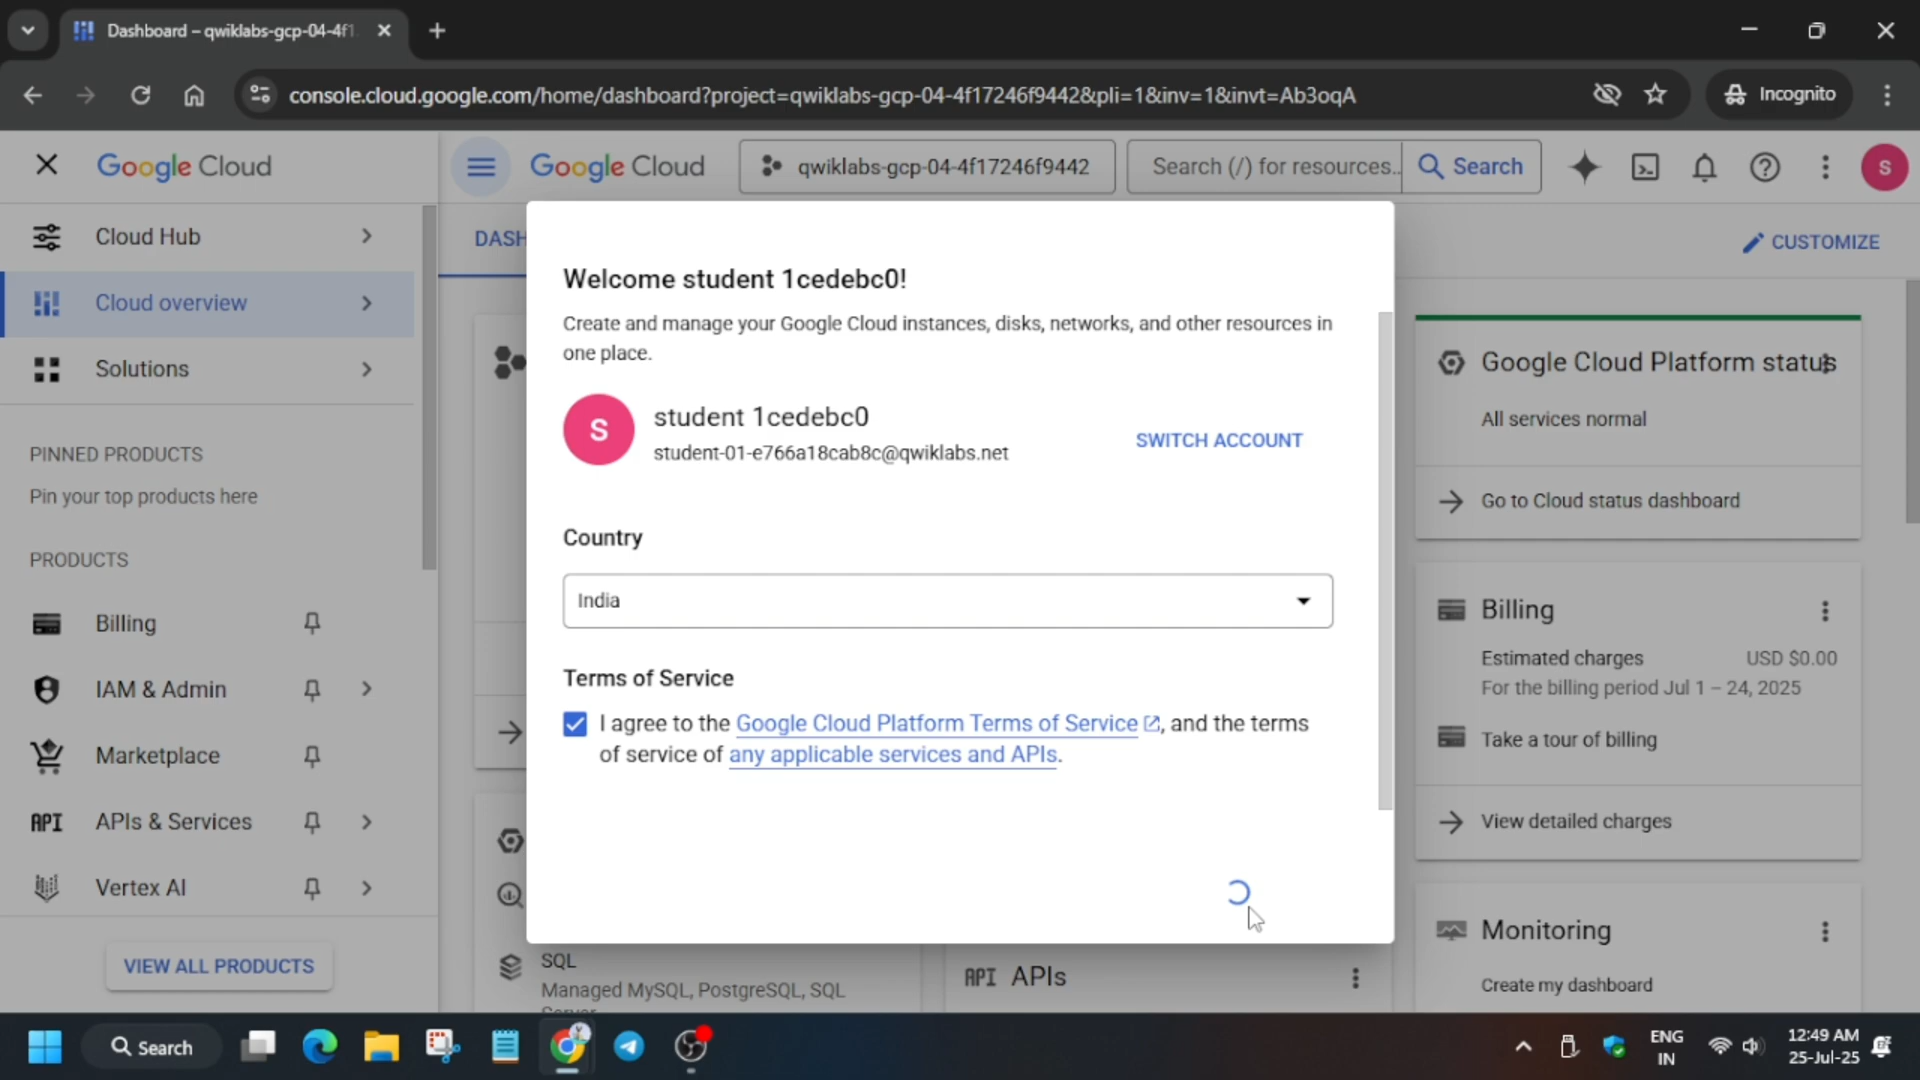 Dashboard – qwiklabs-gcp-04-4f1
console.cloud.google.com/home/dashboard?project=qwiklabs-gcp-04-4f17246f9442&pli=1&inv=1&invt=Ab3oqA
Incognito
Google Cloud
Google Cloud
qwiklabs-gcp-04-4f17246f9442
Search (/) for resources..
Search
S
Cloud Hub
Cloud overview
Solutions
PINNED PRODUCTS
Pin your top products here
PRODUCTS
Billing
IAM & Admin
Marketplace
API APIs & Services
Vertex AI
VIEW ALL PRODUCTS
DASH
CUSTOMIZE
Welcome student 1cedebc0!
Create and manage your Google Cloud instances, disks, networks, and other resources in
one place.
S
student 1cedebc0
student-01-e766a18cab8c@qwiklabs.net
SWITCH ACCOUNT
Country
India
Terms of Service
I agree to the Google Cloud Platform Terms of Service, and the terms
of service of any applicable services and APIs.
SQL
Managed MySQL, PostgreSQL, SQL
API APIs
Google Cloud Platform status
All services normal
Go to Cloud status dashboard
Billing
Estimated charges USD $0.00
For the billing period Jul 1 – 24, 2025
Take a tour of billing
View detailed charges
Monitoring
Create my dashboard
Search
ENG
IN
12:49 AM
25-Jul-25